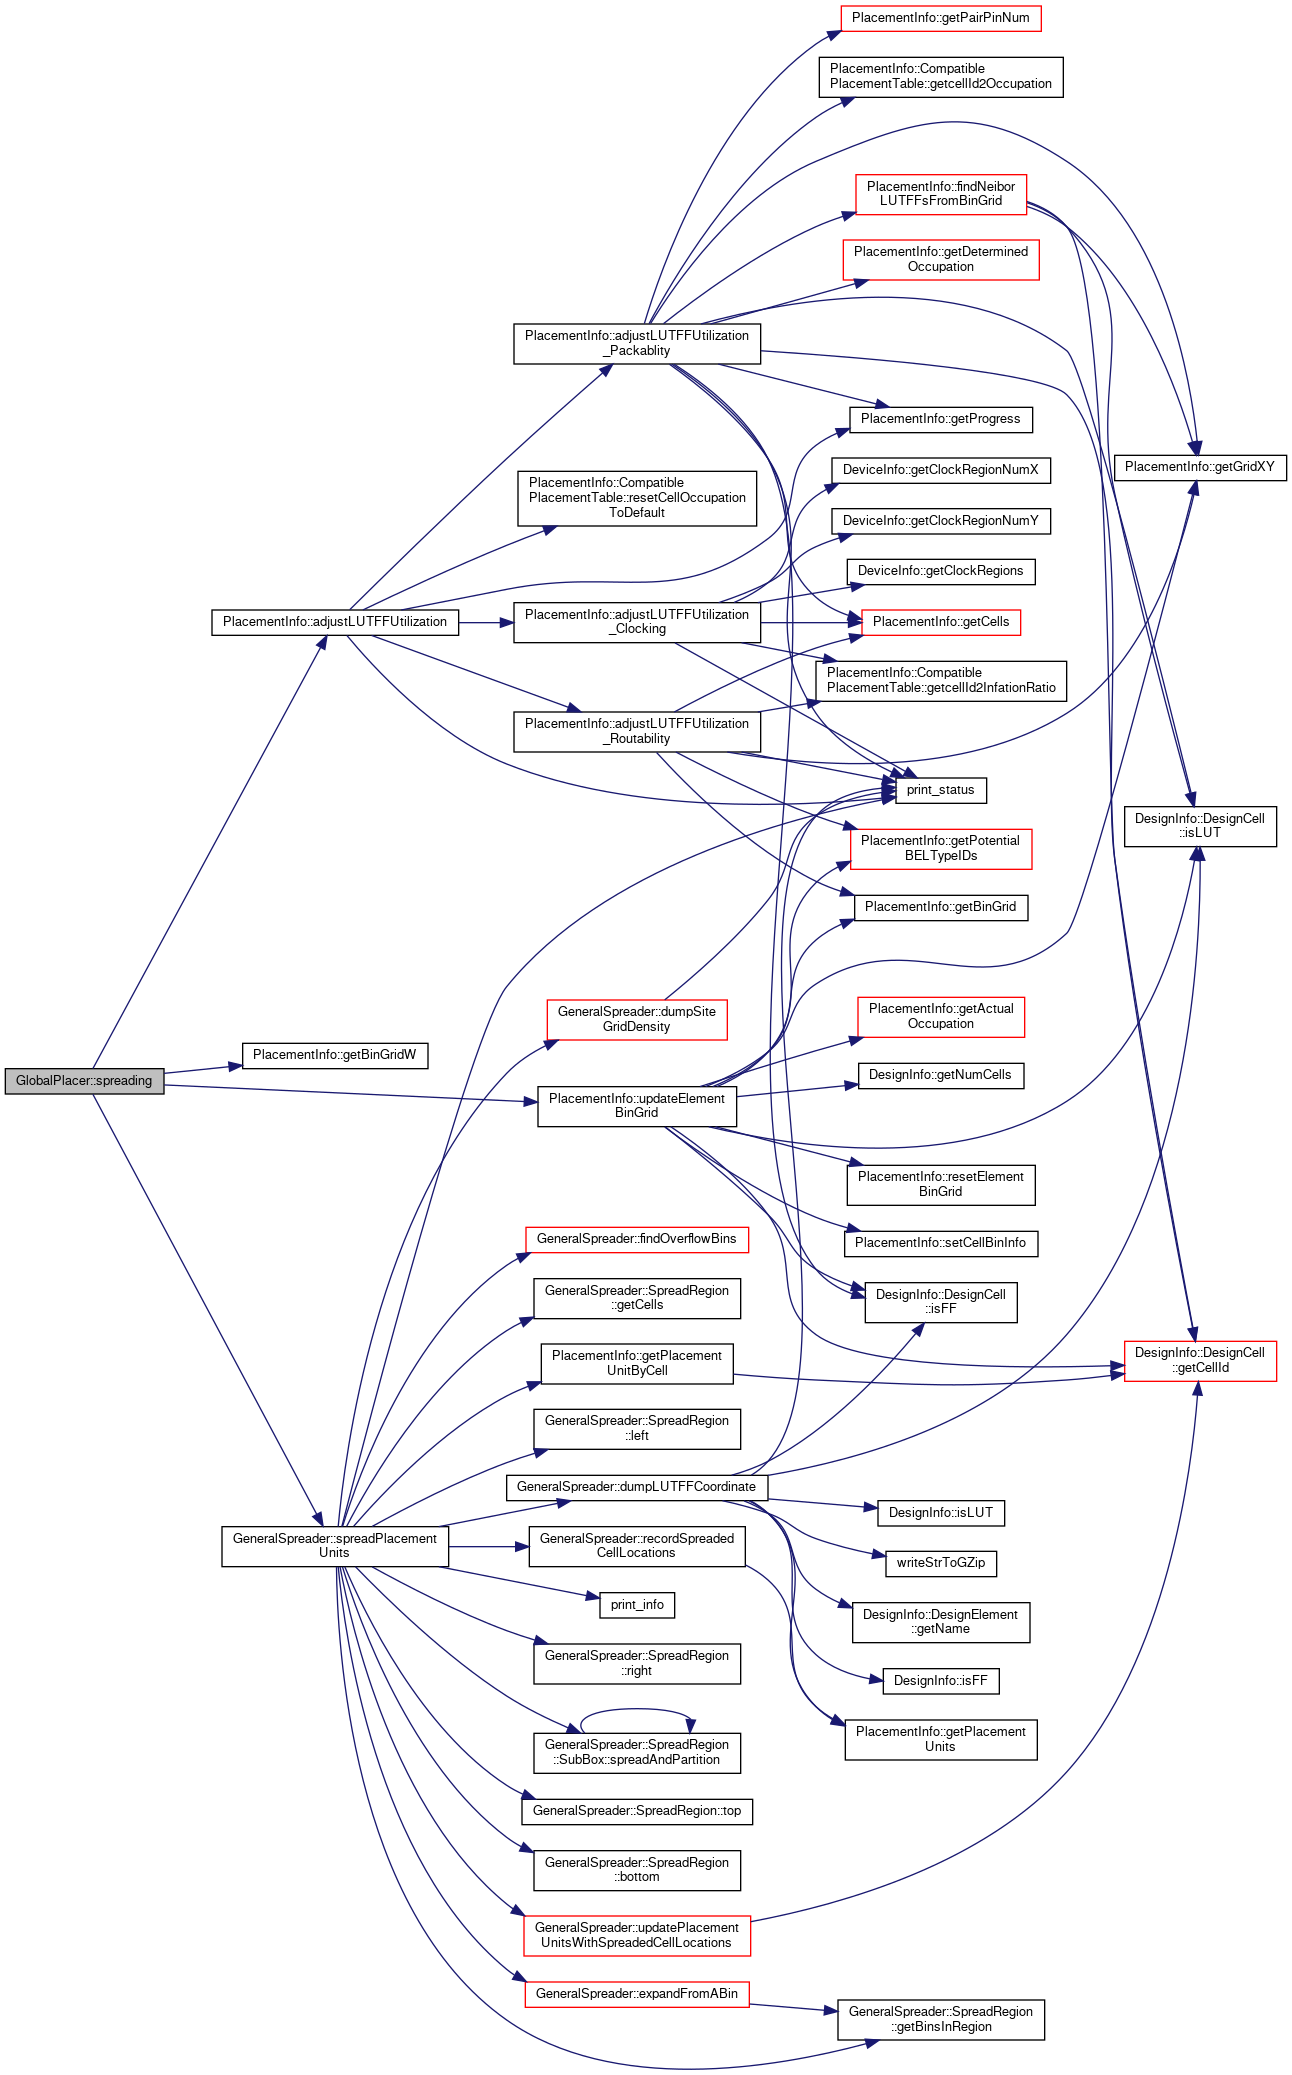 PlacementInfo::getPairPinNum
PlacementInfo::Compatible
PlacementTable::getcellId2Occupation
PlacementInfo::findNeibor
LUTFFsFromBinGrid
PlacementInfo::getDetermined
Occupation
PlacementInfo::adjustLUTFFUtilization
_Packablity
PlacementInfo::getProgress
DeviceInfo::getClockRegionNumX
PlacementInfo::getGridXY
PlacementInfo::Compatible
PlacementTable::resetCellOccupation
ToDefault
DeviceInfo::getClockRegionNumY
DeviceInfo::getClockRegions
PlacementInfo::adjustLUTFFUtilization
PlacementInfo::adjustLUTFFUtilization
_Clocking
PlacementInfo::getCells
PlacementInfo::Compatible
PlacementTable::getcellId2InfationRatio
PlacementInfo::adjustLUTFFUtilization
_Routability
print_status
DesignInfo::DesignCell
::isLUT
PlacementInfo::getPotential
BELTypeIDs
PlacementInfo::getBinGrid
GeneralSpreader::dumpSite
GridDensity
PlacementInfo::getActual
Occupation
PlacementInfo::getBinGridW
GlobalPlacer::spreading
DesignInfo::getNumCells
PlacementInfo::updateElement
BinGrid
PlacementInfo::resetElement
BinGrid
GeneralSpreader::findOverflowBins
PlacementInfo::setCellBinInfo
GeneralSpreader::SpreadRegion
::getCells
DesignInfo::DesignCell
::isFF
PlacementInfo::getPlacement
UnitByCell
DesignInfo::DesignCell
::getCellId
GeneralSpreader::SpreadRegion
::left
GeneralSpreader::dumpLUTFFCoordinate
DesignInfo::isLUT
GeneralSpreader::spreadPlacement
Units
GeneralSpreader::recordSpreaded
CellLocations
writeStrToGZip
print_info
DesignInfo::DesignElement
::getName
GeneralSpreader::SpreadRegion
::right
DesignInfo::isFF
GeneralSpreader::SpreadRegion
::SubBox::spreadAndPartition
PlacementInfo::getPlacement
Units
GeneralSpreader::SpreadRegion::top
GeneralSpreader::SpreadRegion
::bottom
GeneralSpreader::updatePlacement
UnitsWithSpreadedCellLocations
GeneralSpreader::expandFromABin
GeneralSpreader::SpreadRegion
::getBinsInRegion